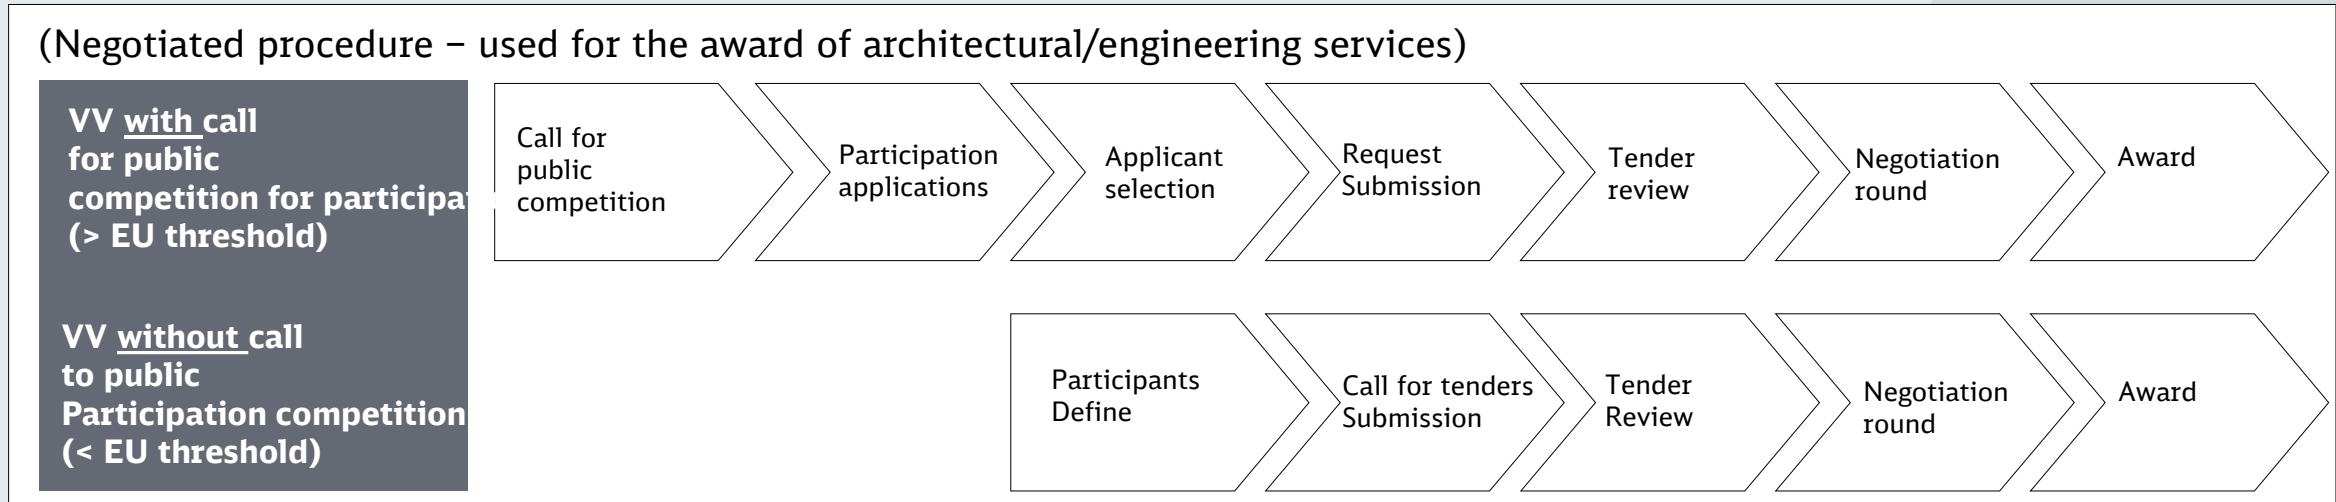 (Negotiated procedure – used for the award of architectural/engineering services)
VV with call
for public
competition for participat
(> EU threshold)
Call for
public
competition
Participation
applications
Applicant
selection
Request
Submission
Tender
review
Negotiation
round
Award
VV without call
to public
Participation competition
(< EU threshold)
Participants
Define
Call for tenders
Submission
Tender
Review
Negotiation
round
Award